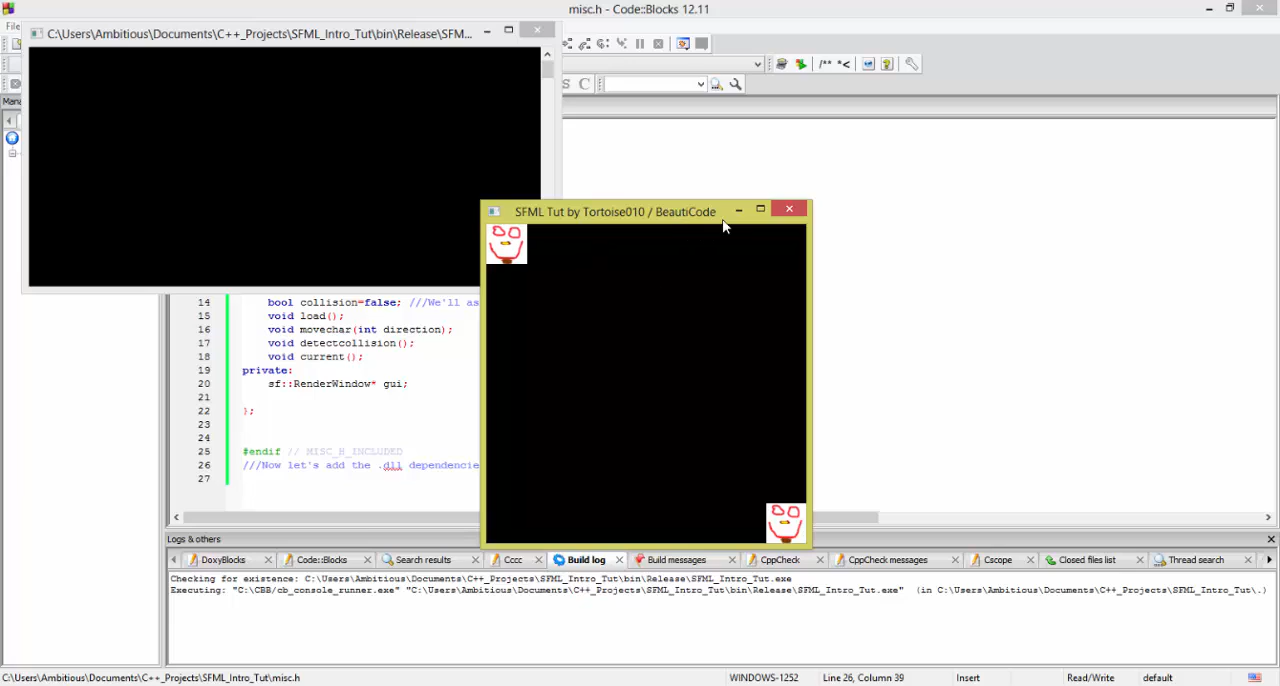 misc.h - Code::Blocks 12.11
File
C:\Users\Ambitious\Documents\C++_Projects\SFML_Intro_Tut\bin\Release\SFM...
/** *<
S C
SFML Tut by Tortoise010 / BeautiCode
14 bool collision=false; ///We'll as
15 void load();
16 void movechar(int direction);
17 void detectcollision();
18 void current();
19 private:
20 sf::RenderWindow* gui;
21
22 };
23
24
25 #endif // MISC_H_INCLUDED
26 ///Now let's add the .dll dependencie
27
Logs & others
DoxyBlocks Code::Blocks Search results Cccc Build log Build messages CppCheck CppCheck messages Cscope Closed files list Thread search
Checking for existence: C:\Users\Ambitious\Documents\C++_Projects\SFML_Intro_Tut\bin\Release\SFML_Intro_Tut.exe
Executing: "C:\CBB/cb_console_runner.exe" "C:\Users\Ambitious\Documents\C++_Projects\SFML_Intro_Tut\bin\Release\SFML_Intro_Tut.exe" (in C:\Users\Ambitious\Documents\C++_Projects\SFML_Intro_Tut\.)
C:\Users\Ambitious\Documents\C++_Projects\SFML_Intro_Tut\misc.h WINDOWS-1252 Line 26, Column 39 Insert Read/Write default